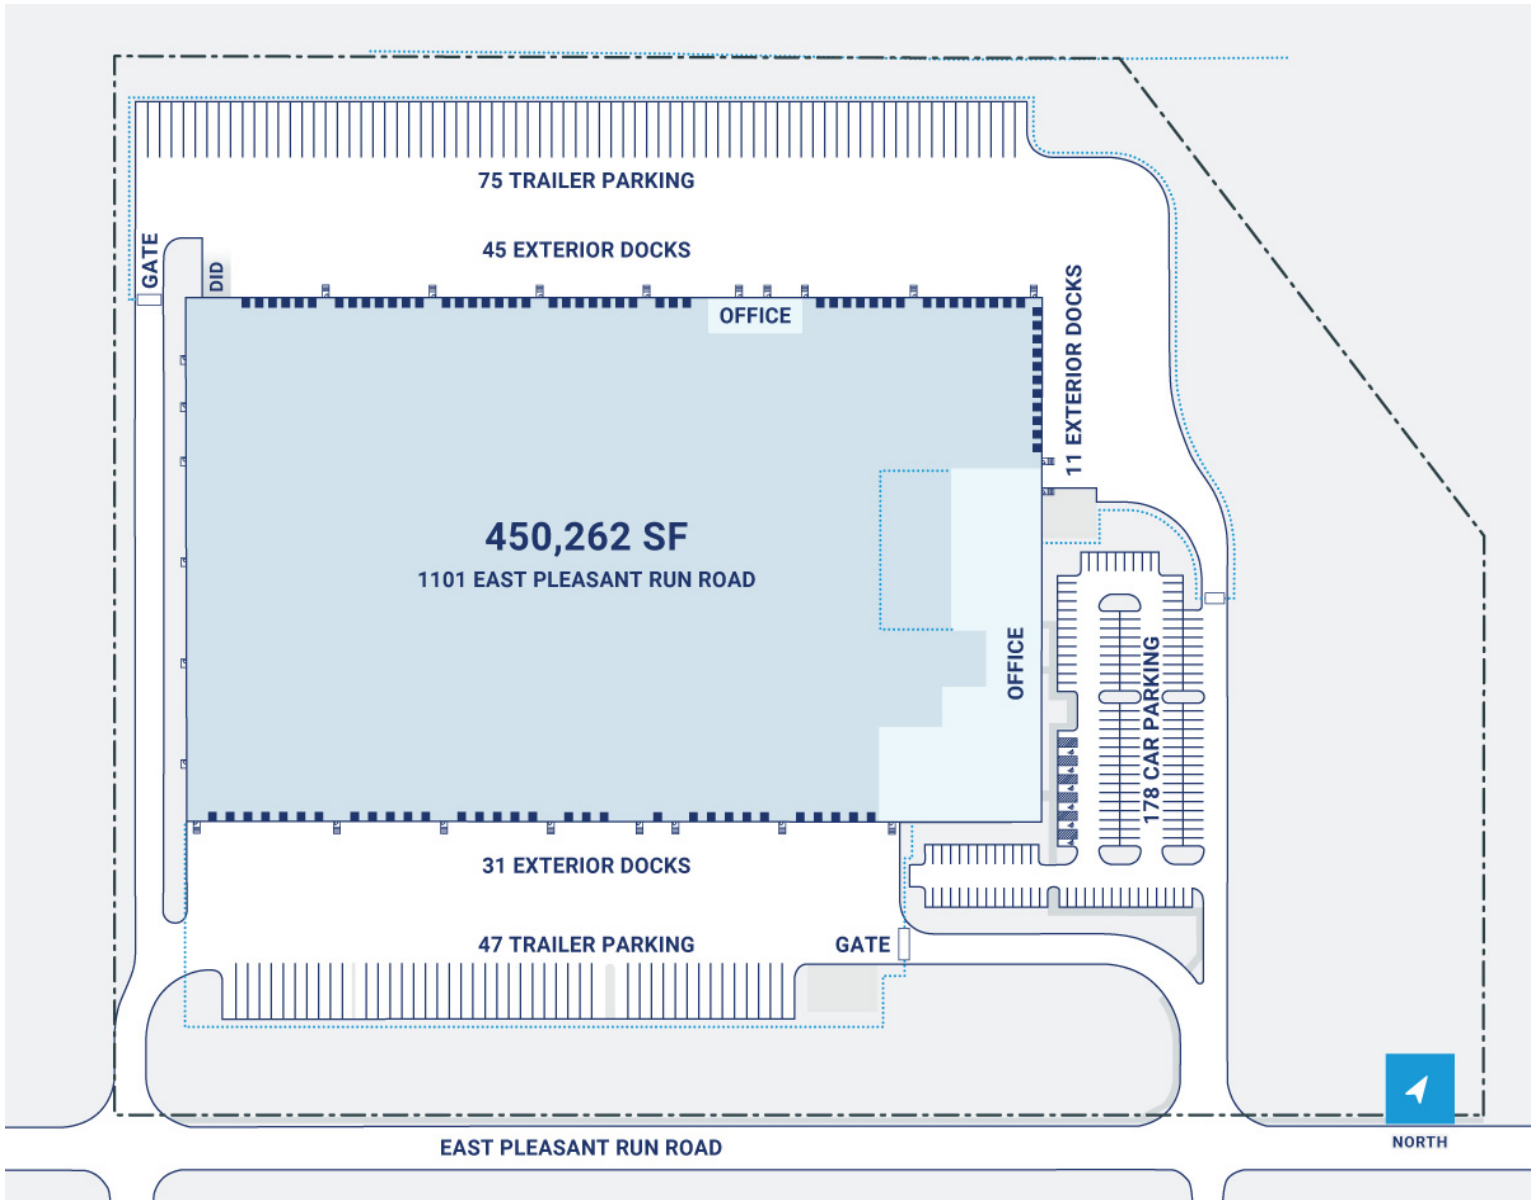 75 TRAILER PARKING
45 EXTERIOR DOCKS
GATE
DID
OFFICE
11 EXTERIOR DOCKS
450,262 SF
1101 EAST PLEASANT RUN ROAD
OFFICE
178 CAR PARKING
31 EXTERIOR DOCKS
47 TRAILER PARKING
GATE
EAST PLEASANT RUN ROAD
NORTH